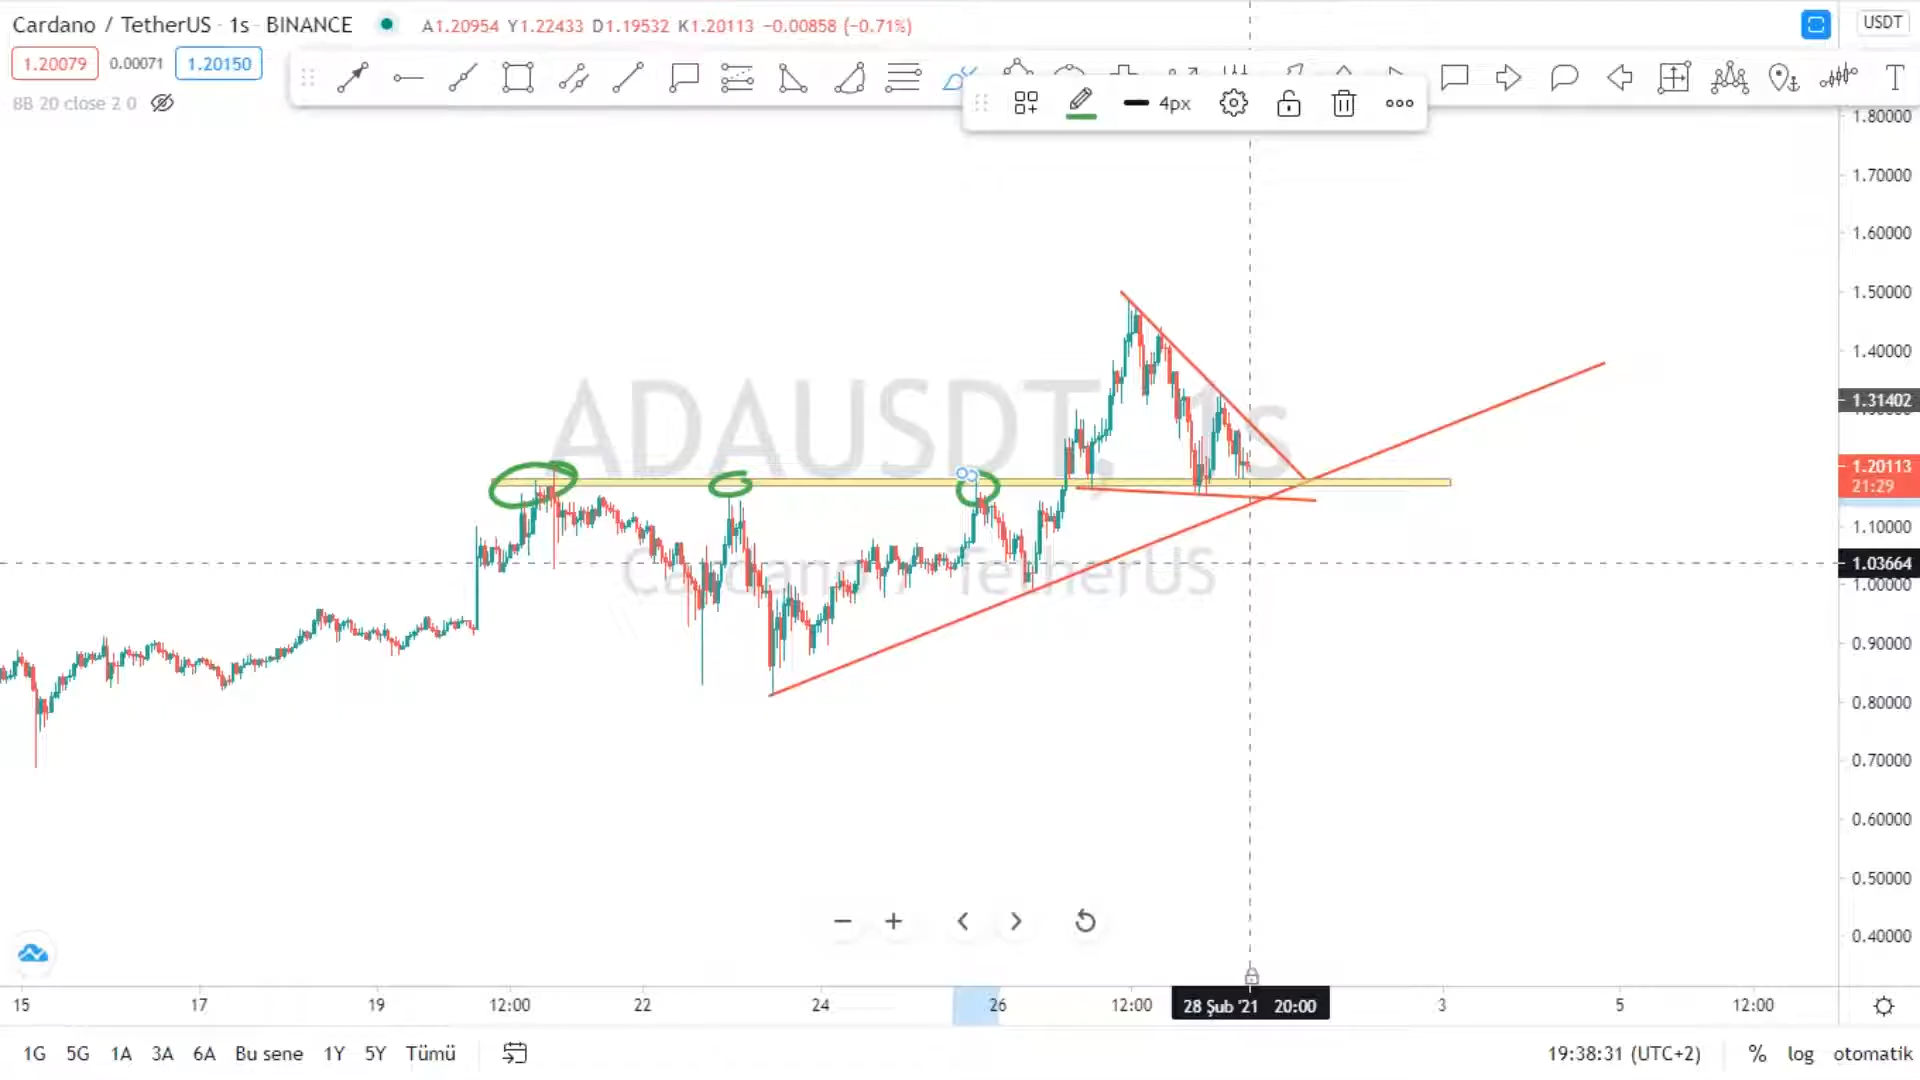 Cardano / TetherUS · 1s · BINANCE A1.20954 Y1.22433 D1.19532 K1.20113 −0.00858 (−0.71%) USDT
1.20079 0.00071 1.20150
BB 20 close 2 0
4px
T
1.80000
1.70000
1.60000
1.50000
1.40000
1.31402
1.20113
21:29
1.10000
1.03664
1.00000
0.90000
0.80000
0.70000
0.60000
0.50000
0.40000
ADAUSDT, 1s
Cardano / TetherUS
15 17 19 12:00 22 24 26 12:00 28 Şub '21 20:00 3 5 12:00
1G 5G 1A 3A 6A Bu sene 1Y 5Y Tümü 19:38:31 (UTC+2) % log otomatik